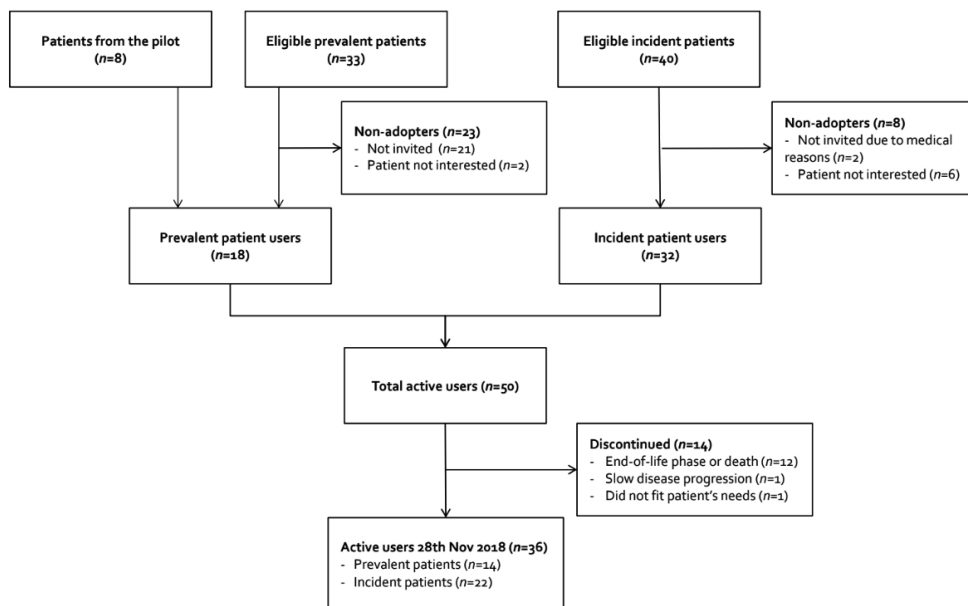 Patients from the pilot
(n=8)
Eligible prevalent patients
(n=33)
Eligible incident patients
(n=40)
Non-adopters (n=23)
- Not invited (n=21)
- Patient not interested (n=2)
Non-adopters (n=8)
- Not invited due to medical
reasons (n=2)
- Patient not interested (n=6)
Prevalent patient users
(n=18)
Incident patient users
(n=32)
Total active users (n=50)
Discontinued (n=14)
- End-of-life phase or death (n=12)
- Slow disease progression (n=1)
- Did not fit patient's needs (n=1)
Active users 28th Nov 2018 (n=36)
- Prevalent patients (n=14)
- Incident patients (n=22)